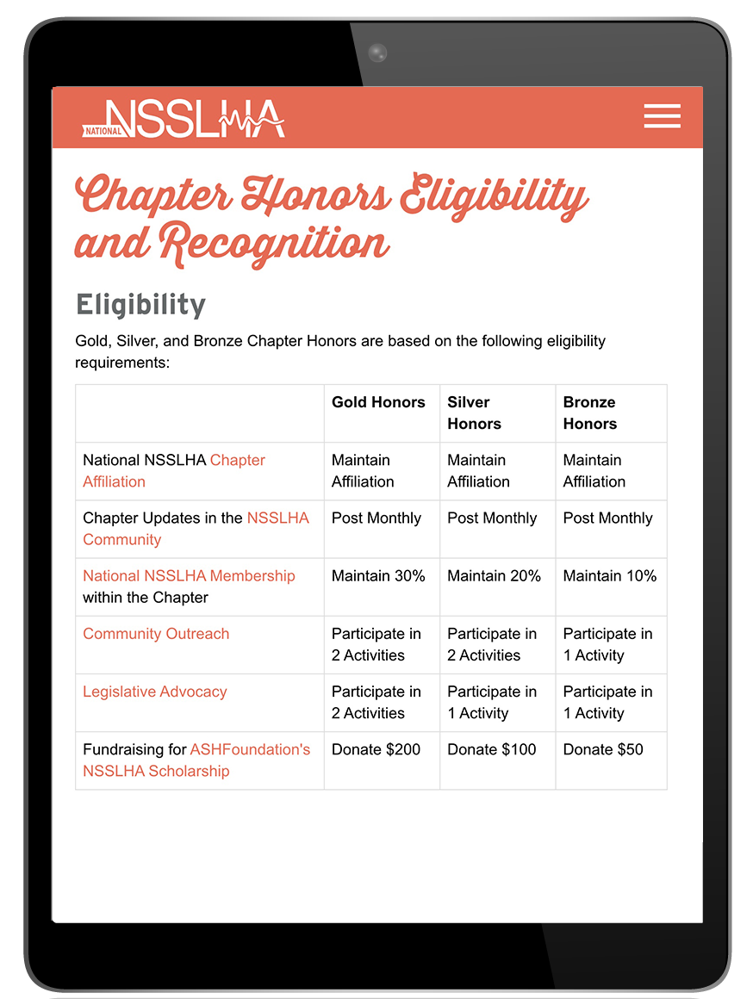 NATIONAL NSSLHA
Chapter Honors Eligibility
and Recognition
Eligibility
Gold, Silver, and Bronze Chapter Honors are based on the following eligibility
requirements:
Gold Honors
Silver
Honors
Bronze
Honors
National NSSLHA Chapter
Affiliation
Maintain
Affiliation
Maintain
Affiliation
Maintain
Affiliation
Chapter Updates in the NSSLHA
Community
Post Monthly
Post Monthly
Post Monthly
National NSSLHA Membership
within the Chapter
Maintain 30%
Maintain 20%
Maintain 10%
Community Outreach
Participate in
2 Activities
Participate in
2 Activities
Participate in
1 Activity
Legislative Advocacy
Participate in
2 Activities
Participate in
1 Activity
Participate in
1 Activity
Fundraising for ASHFoundation's
NSSLHA Scholarship
Donate $200
Donate $100
Donate $50